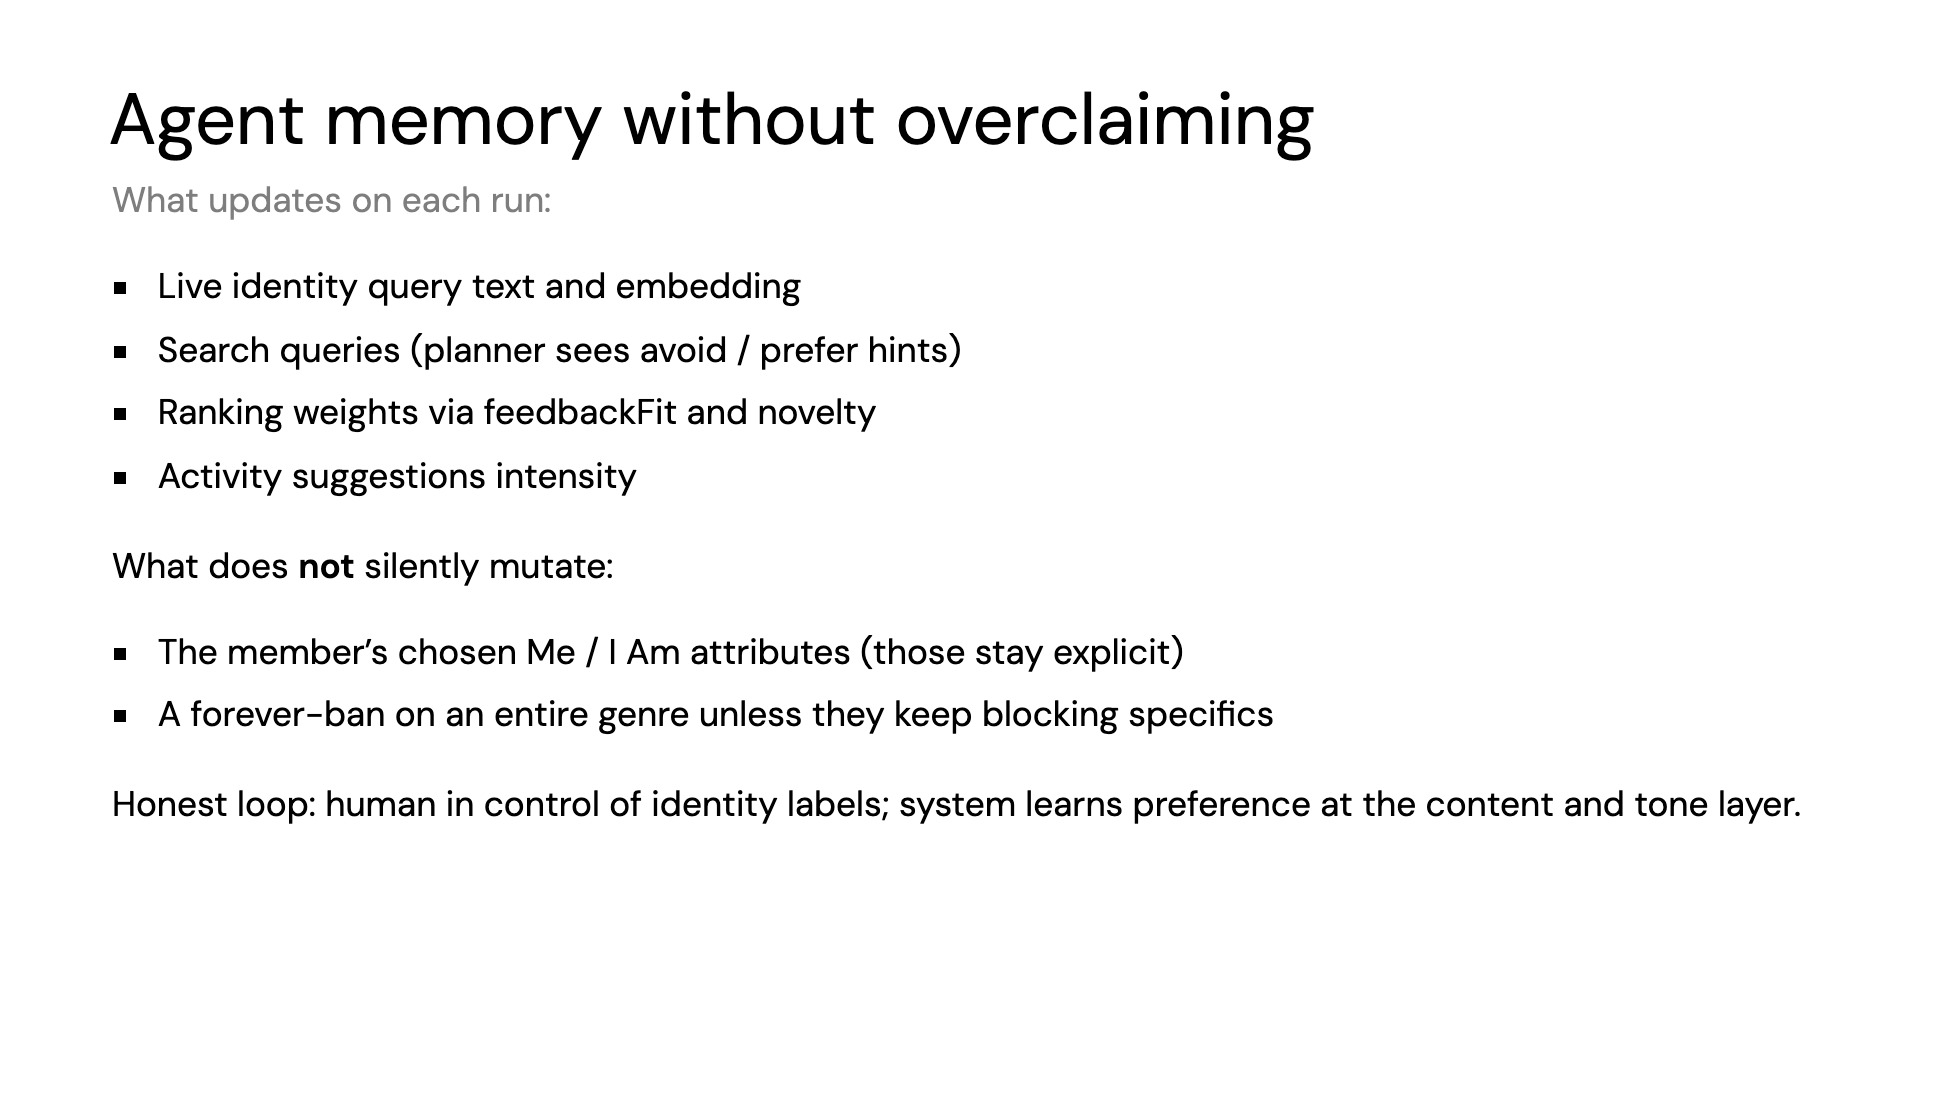 Agent memory without overclaiming
What updates on each run:
▪ Live identity query text and embedding
▪ Search queries (planner sees avoid / prefer hints)
▪ Ranking weights via feedbackFit and novelty
▪ Activity suggestions intensity
What does not silently mutate:
▪ The member’s chosen Me / I Am attributes (those stay explicit)
▪ A forever-ban on an entire genre unless they keep blocking specifics
Honest loop: human in control of identity labels; system learns preference at the content and tone layer.